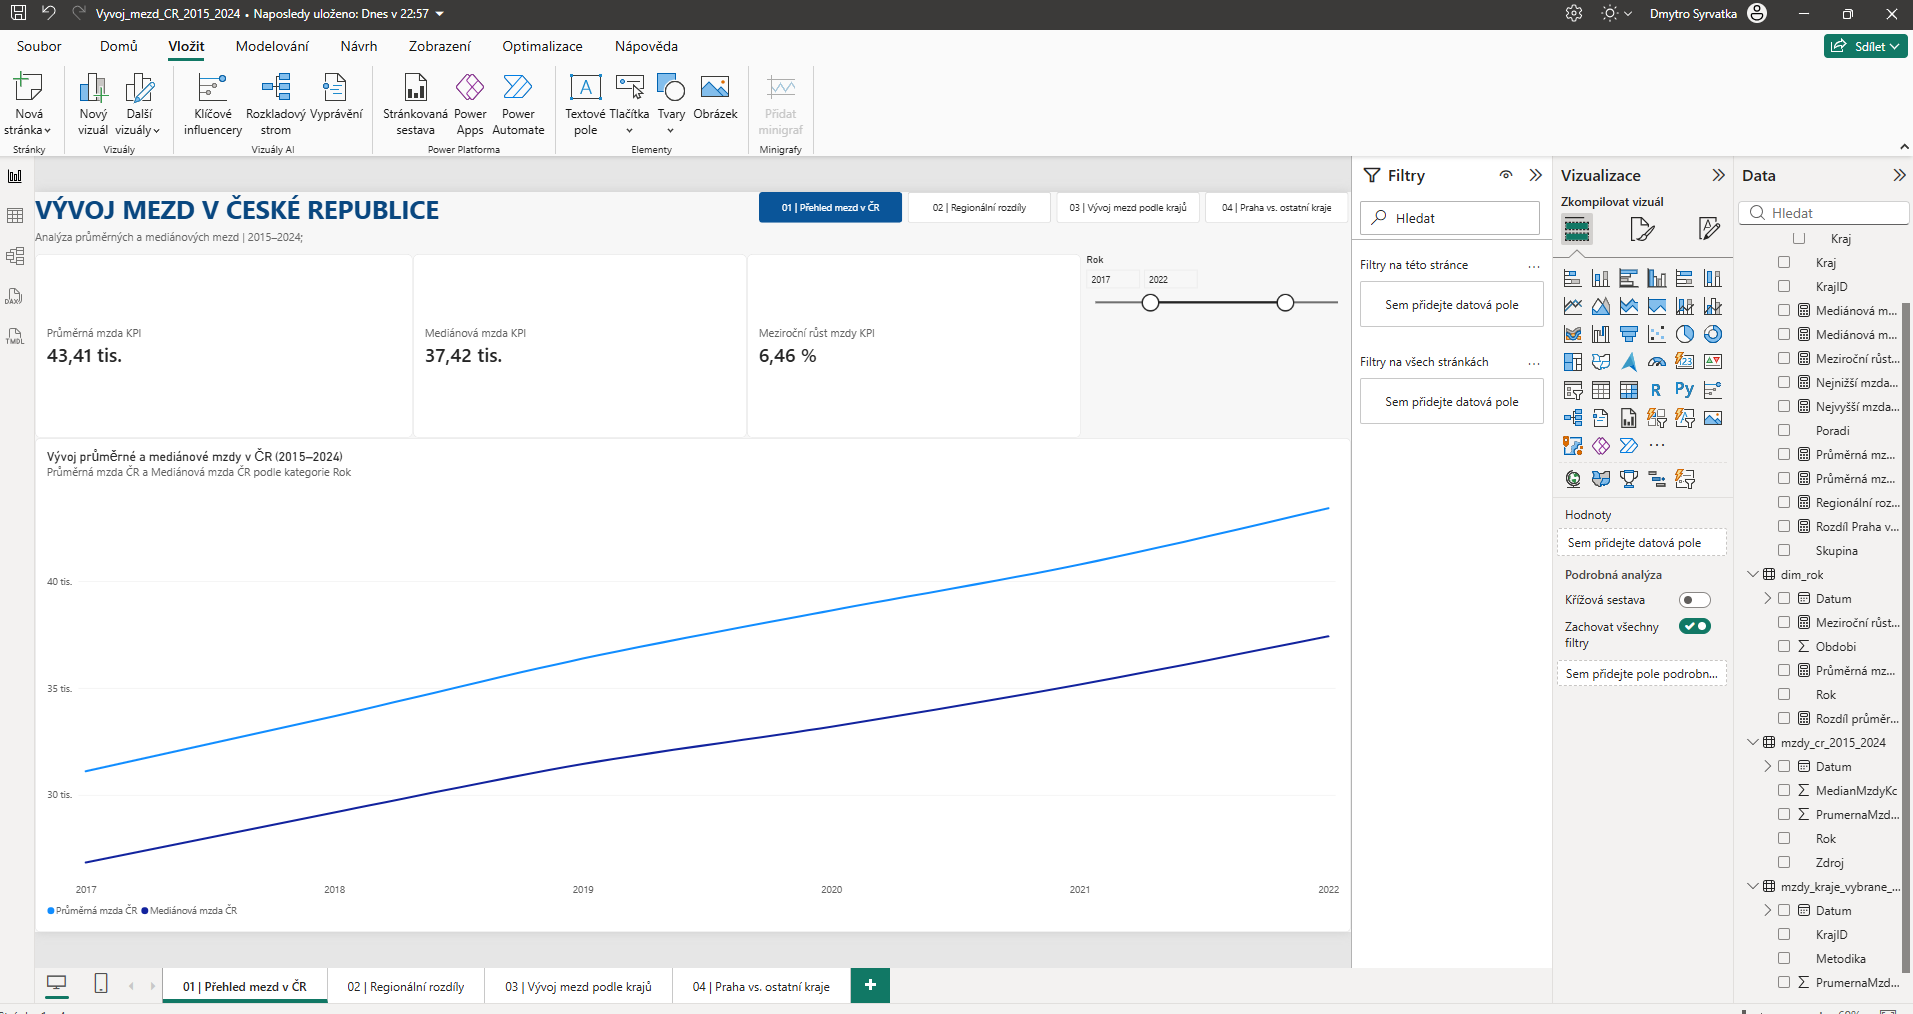 Vyvoj_mezd_CR_2015_2024 • Naposledy uloženo: Dnes v 22:57
Dmytro Syrvatka
Soubor Domů Vložit Modelování Návrh Zobrazení Optimalizace Nápověda
Sdílet
Nová stránka
Nový vizuál
Další vizuály
Klíčové influencery
Rozkladový strom
Vyprávění
Stránkovaná sestava
Power Apps
Power Automate
Textové pole
Tlačítka
Tvary
Obrázek
Přidat minigraf
Stránky Vizuály Vizuály AI Power Platforma Elementy Minigrafy
VÝVOJ MEZD V ČESKÉ REPUBLICE
Analýza průměrných a mediánových mezd | 2015–2024;
01 | Přehled mezd v ČR
02 | Regionální rozdíly
03 | Vývoj mezd podle krajů
04 | Praha vs. ostatní kraje
Průměrná mzda KPI
43,41 tis.
Mediánová mzda KPI
37,42 tis.
Meziroční růst mzdy KPI
6,46 %
Rok
2017 2022
Vývoj průměrné a mediánové mzdy v ČR (2015–2024)
Průměrná mzda ČR a Mediánová mzda ČR podle kategorie Rok
40 tis.
35 tis.
30 tis.
2017 2018 2019 2020 2021 2022
Průměrná mzda ČR Mediánová mzda ČR
01 | Přehled mezd v ČR
02 | Regionální rozdíly
03 | Vývoj mezd podle krajů
04 | Praha vs. ostatní kraje
+
Filtry
Hledat
Filtry na této stránce ...
Sem přidejte datová pole
Filtry na všech stránkách ...
Sem přidejte datová pole
Vizualizace
Zkompilovat vizuál
123
R
Py
...
Hodnoty
Sem přidejte datová pole
Podrobná analýza
Křížová sestava
Zachovat všechny
filtry
Sem přidejte pole podrobn...
Data
Hledat
Kraj
Kraj
KrajID
Mediánová m...
Mediánová m...
Meziroční růst...
Nejnižší mzda...
Nejvyšší mzda...
Poradi
Průměrná mz...
Průměrná mz...
Regionální roz...
Rozdíl Praha v...
Skupina
dim_rok
Datum
Meziroční růst...
Obdobi
Průměrná mz...
Rok
Rozdíl průměr...
mzdy_cr_2015_2024
Datum
MedianMzdyKc
PrumernaMzd...
Rok
Zdroj
mzdy_kraje_vybrane_...
Datum
KrajID
Metodika
PrumernaMzd...